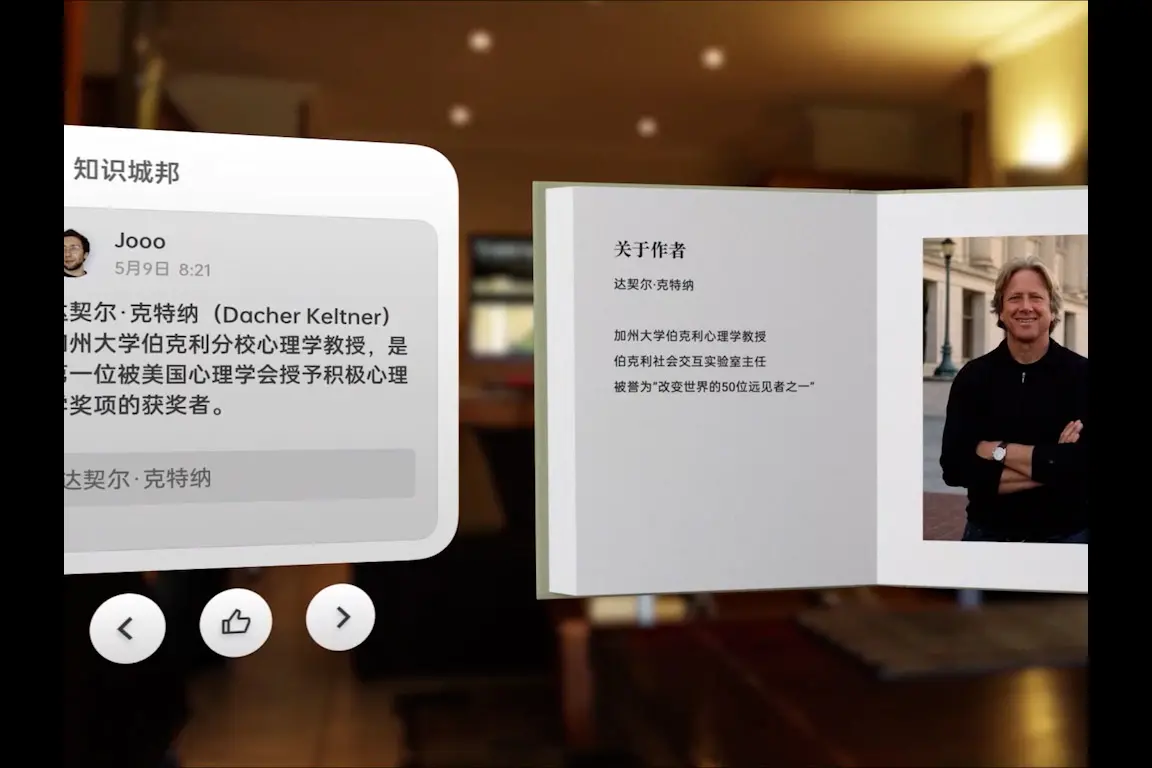 知识城邦
Jooo
5月9日 8:21
契尔·克特纳（Dacher Keltner）
州大学伯克利分校心理学教授，是
一位被美国心理学会授予积极心理
奖项的获奖者。
达契尔·克特纳
关于作者
达契尔·克特纳
加州大学伯克利心理学教授
伯克利社会交互实验室主任
被誉为"改变世界的50位远见者之一"